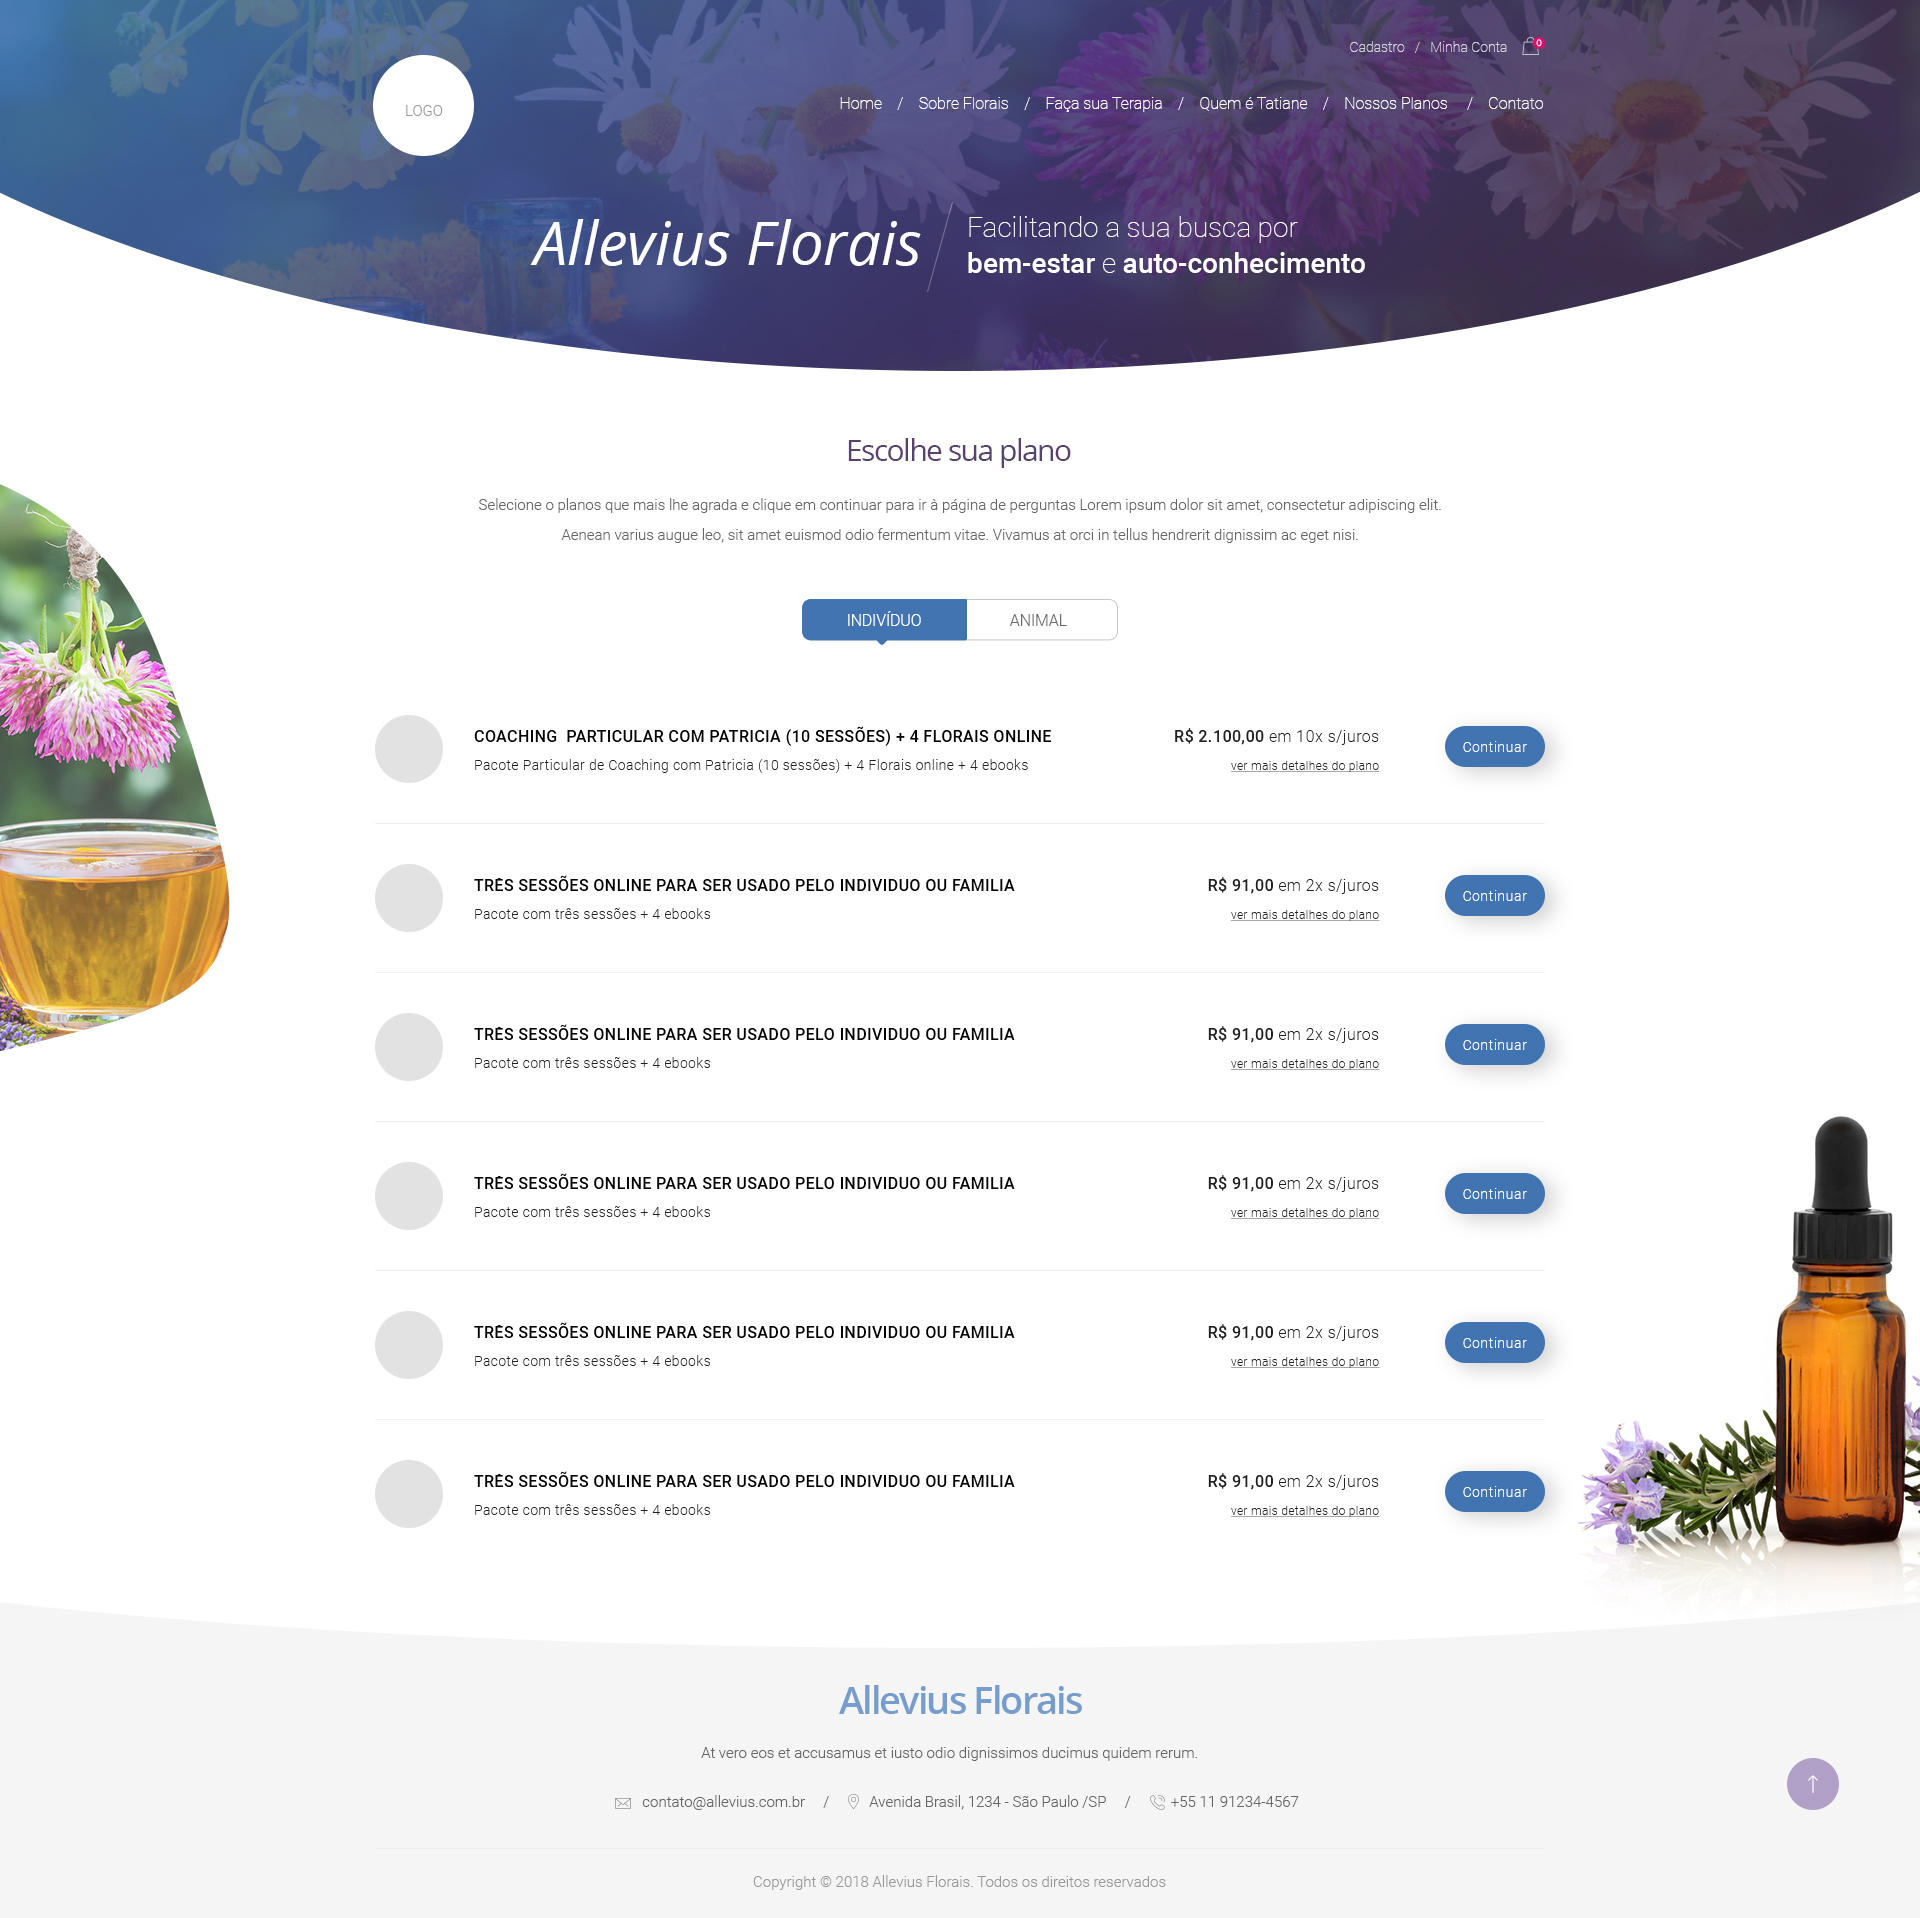 Cadastro / Minha Conta 0
LOGO
Home / Sobre Florais / Faça sua Terapia / Quem é Tatiane / Nossos Planos / Contato
Allevius Florais
Facilitando a sua busca por
bem-estar e auto-conhecimento
Escolhe sua plano
Selecione o planos que mais lhe agrada e clique em continuar para ir à página de perguntas Lorem ipsum dolor sit amet, consectetur adipiscing elit.
Aenean varius augue leo, sit amet euismod odio fermentum vitae. Vivamus at orci in tellus hendrerit dignissim ac eget nisi.
INDIVÍDUO ANIMAL
COACHING PARTICULAR COM PATRICIA (10 SESSÕES) + 4 FLORAIS ONLINE R$ 2.100,00 em 10x s/juros
Continuar
Pacote Particular de Coaching com Patricia (10 sessões) + 4 Florais online + 4 ebooks ver mais detalhes do plano
TRÊS SESSÕES ONLINE PARA SER USADO PELO INDIVIDUO OU FAMILIA R$ 91,00 em 2x s/juros
Continuar
Pacote com três sessões + 4 ebooks ver mais detalhes do plano
TRÊS SESSÕES ONLINE PARA SER USADO PELO INDIVIDUO OU FAMILIA R$ 91,00 em 2x s/juros
Continuar
Pacote com três sessões + 4 ebooks ver mais detalhes do plano
TRÊS SESSÕES ONLINE PARA SER USADO PELO INDIVIDUO OU FAMILIA R$ 91,00 em 2x s/juros
Continuar
Pacote com três sessões + 4 ebooks ver mais detalhes do plano
TRÊS SESSÕES ONLINE PARA SER USADO PELO INDIVIDUO OU FAMILIA R$ 91,00 em 2x s/juros
Continuar
Pacote com três sessões + 4 ebooks ver mais detalhes do plano
TRÊS SESSÕES ONLINE PARA SER USADO PELO INDIVIDUO OU FAMILIA R$ 91,00 em 2x s/juros
Continuar
Pacote com três sessões + 4 ebooks ver mais detalhes do plano
Allevius Florais
At vero eos et accusamus et iusto odio dignissimos ducimus quidem rerum.
contato@allevius.com.br / Avenida Brasil, 1234 - São Paulo /SP / +55 11 91234-4567
Copyright © 2018 Allevius Florais. Todos os direitos reservados